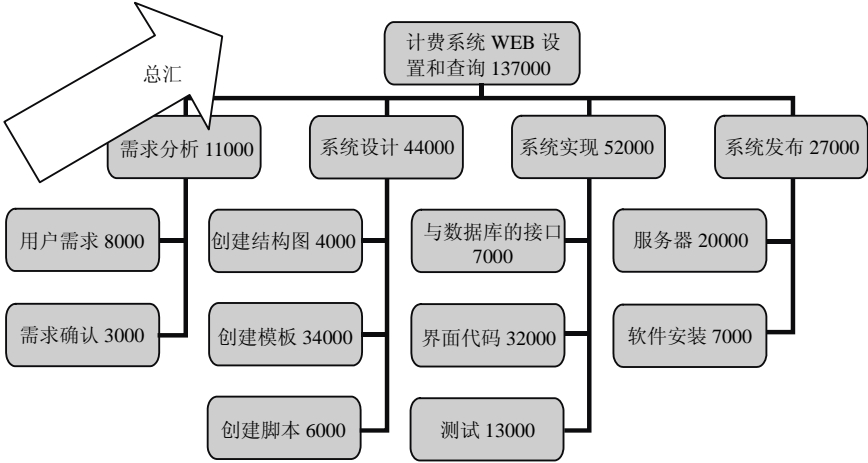 计费系统 WEB 设
置和查询 137000
总汇
需求分析 11000
系统设计 44000
系统实现 52000
系统发布 27000
用户需求 8000
创建结构图 4000
与数据库的接口
7000
服务器 20000
需求确认 3000
创建模板 34000
界面代码 32000
软件安装 7000
创建脚本 6000
测试 13000